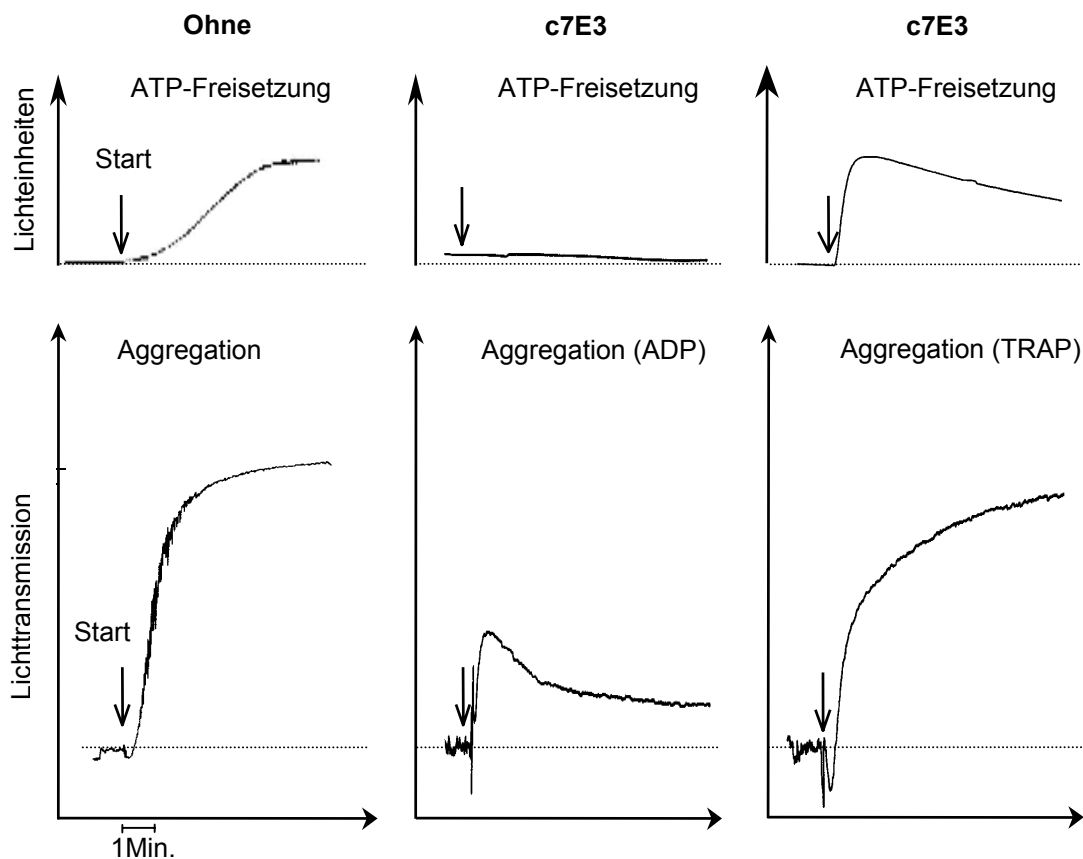 Ohne
c7E3
c7E3
Lichteinheiten
ATP-Freisetzung
ATP-Freisetzung
ATP-Freisetzung
Start
Lichttransmission
Aggregation
Aggregation (ADP)
Aggregation (TRAP)
Start
1Min.